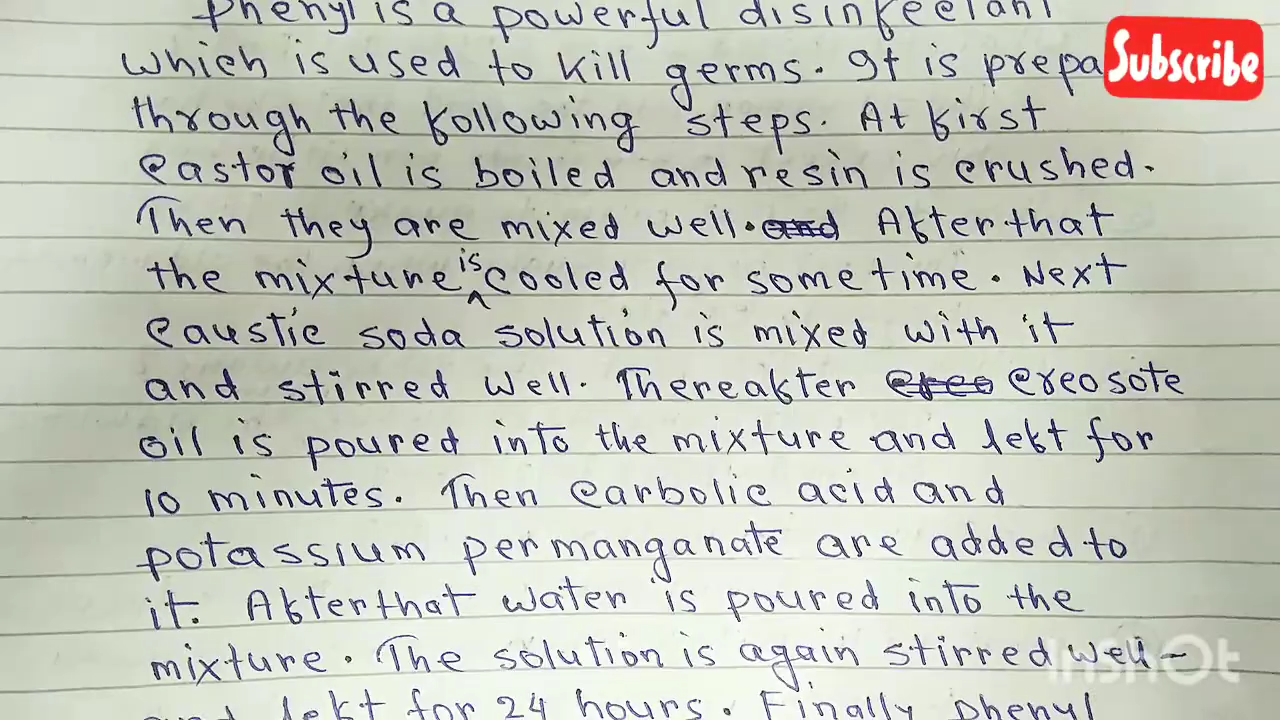 Phenyl is a powerful disinfectant
which is used to kill germs. It is prepa
Subscribe
through the following steps. At first
castor oil is boiled and resin is crushed.
Then they are mixed well. and After that
the mixture is cooled for some time. Next
caustic soda solution is mixed with it
and stirred well. Thereafter creo creosote
oil is poured into the mixture and left for
10 minutes. Then carbolic acid and
potassium permanganate are added to
it. After that water is poured into the
mixture. The solution is again stirred well
InShOt
and left for 24 hours. Finally phenyl